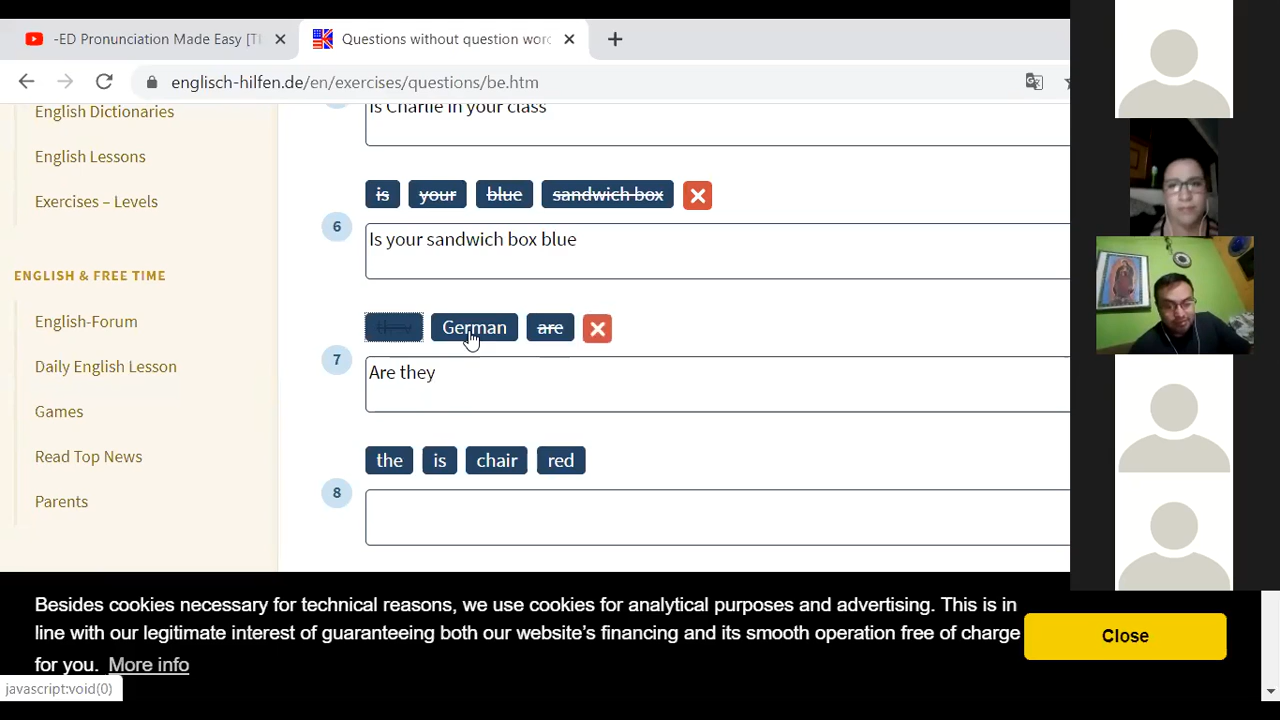 -ED Pronunciation Made Easy [T
Questions without question wor
englisch-hilfen.de/en/exercises/questions/be.htm
English Dictionaries
English Lessons
Exercises – Levels
ENGLISH & FREE TIME
English-Forum
Daily English Lesson
Games
Read Top News
Parents
Is Charlie in your class
is your blue sandwich box
6
Is your sandwich box blue
they German are
7
Are they
the is chair red
8
Besides cookies necessary for technical reasons, we use cookies for analytical purposes and advertising. This is in
line with our legitimate interest of guaranteeing both our website's financing and its smooth operation free of charge
for you. More info
Close
javascript:void(0)